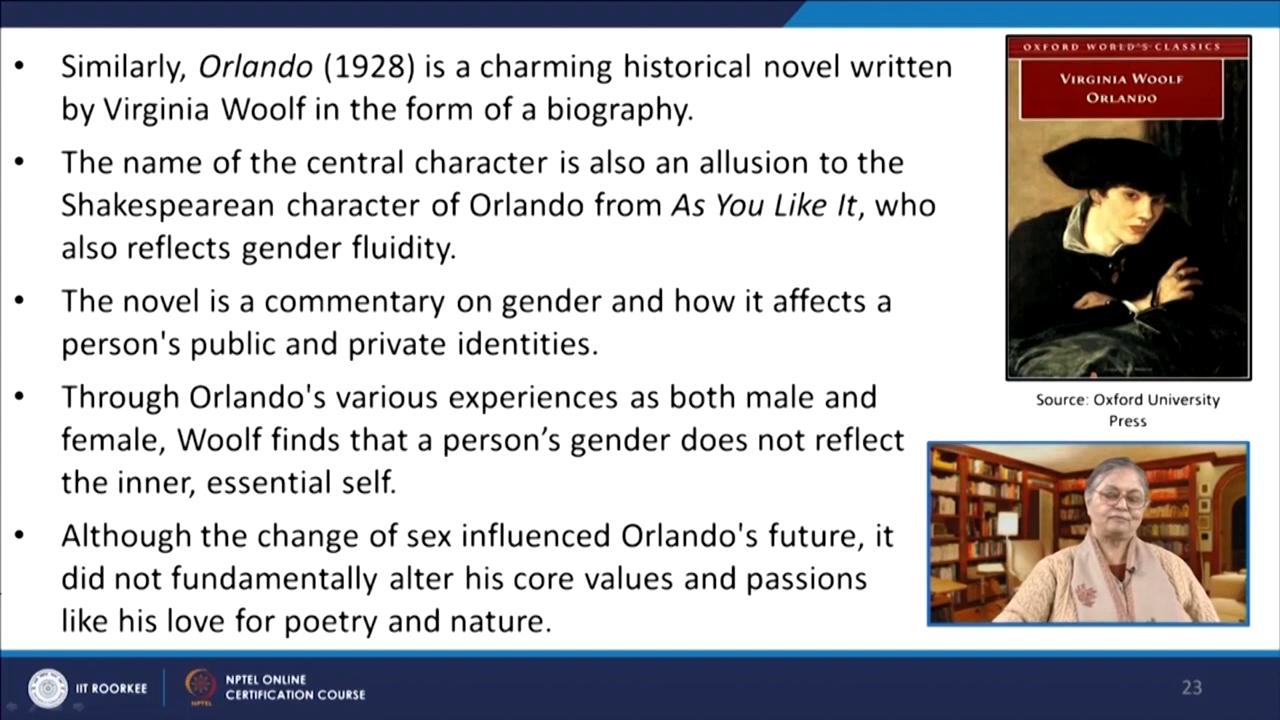 • Similarly, Orlando (1928) is a charming historical novel written
by Virginia Woolf in the form of a biography.
• The name of the central character is also an allusion to the
Shakespearean character of Orlando from As You Like It, who
also reflects gender fluidity.
• The novel is a commentary on gender and how it affects a
person's public and private identities.
• Through Orlando's various experiences as both male and
female, Woolf finds that a person’s gender does not reflect
the inner, essential self.
• Although the change of sex influenced Orlando's future, it
did not fundamentally alter his core values and passions
like his love for poetry and nature.
OXFORD WORLD'S CLASSICS
VIRGINIA WOOLF
ORLANDO
Source: Oxford University
Press
IIT ROORKEE
NPTEL
NPTEL ONLINE
CERTIFICATION COURSE
23